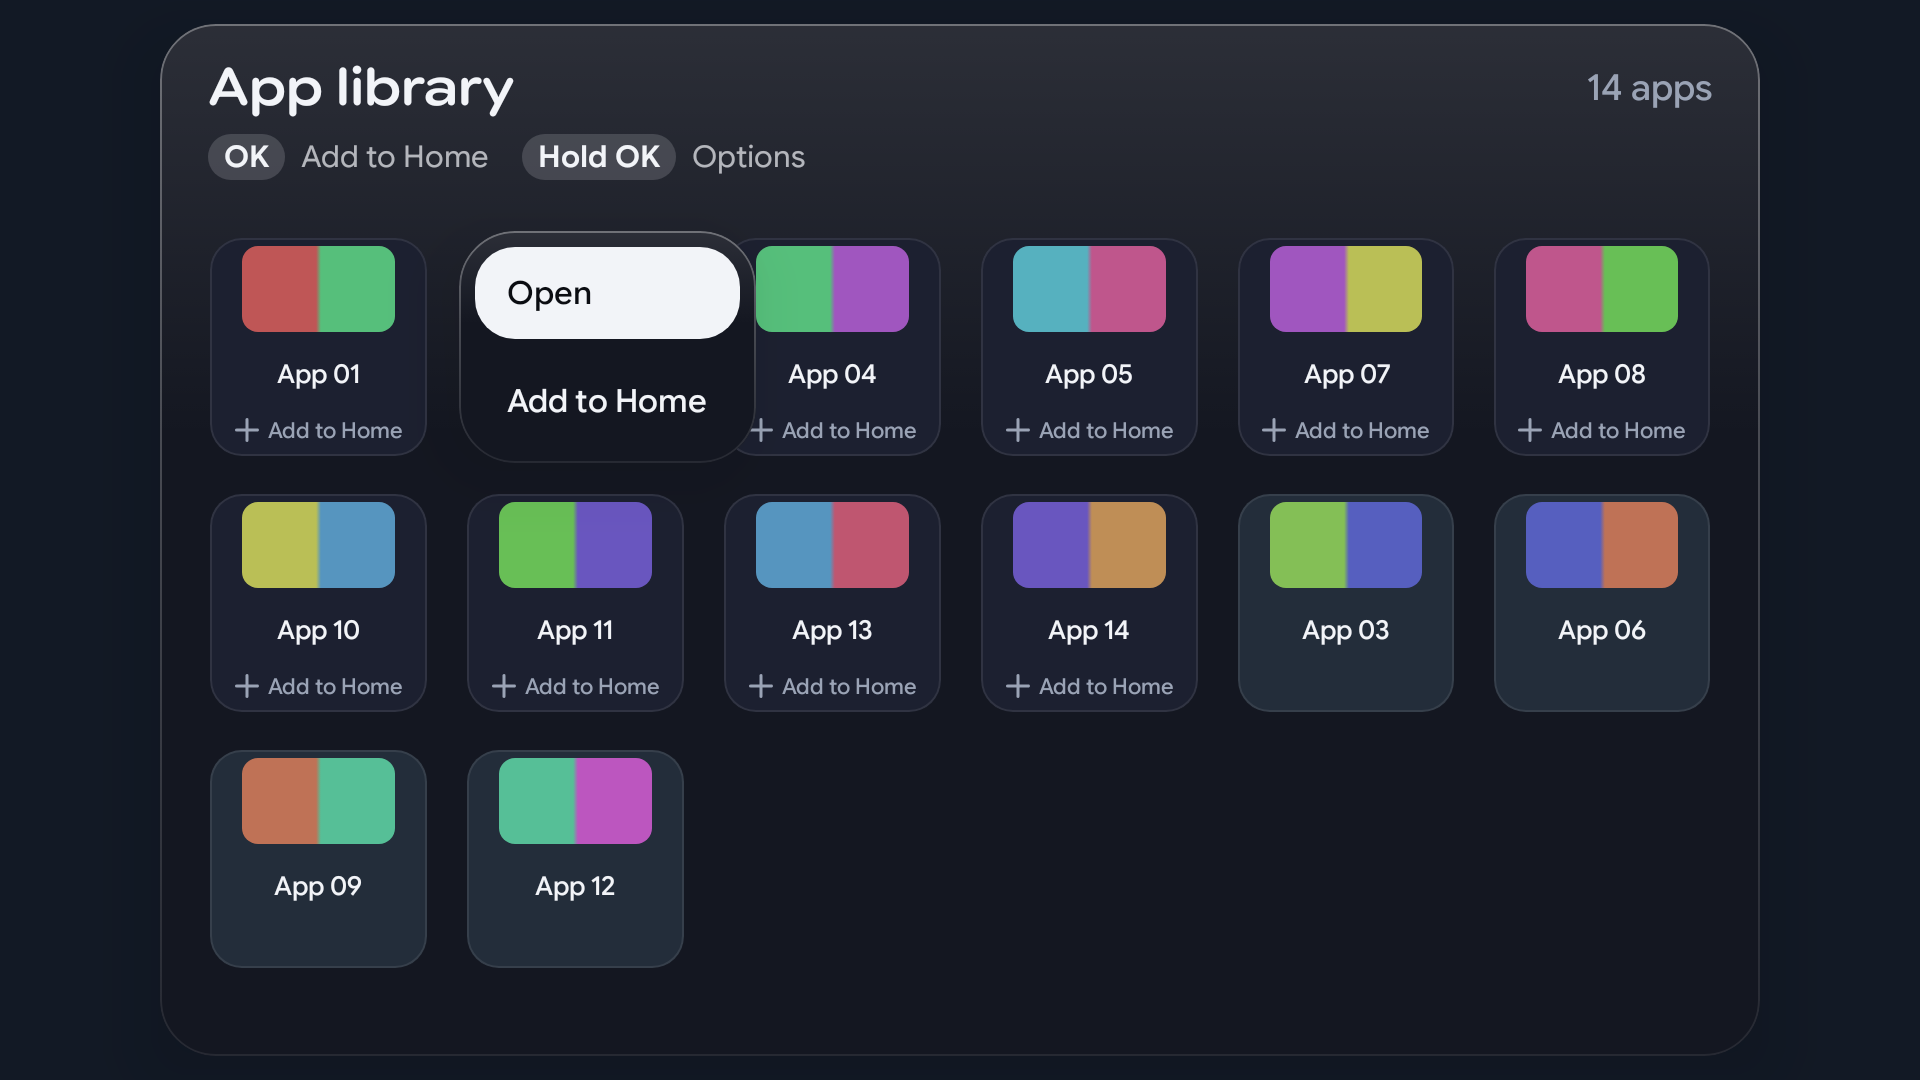 App library
14 apps
OK Add to Home Hold OK Options
Open
Add to Home
App 01
App 04
App 05
App 07
App 08
Add to Home
Add to Home
Add to Home
Add to Home
Add to Home
App 10
App 11
App 13
App 14
App 03
App 06
Add to Home
Add to Home
Add to Home
Add to Home
App 09
App 12